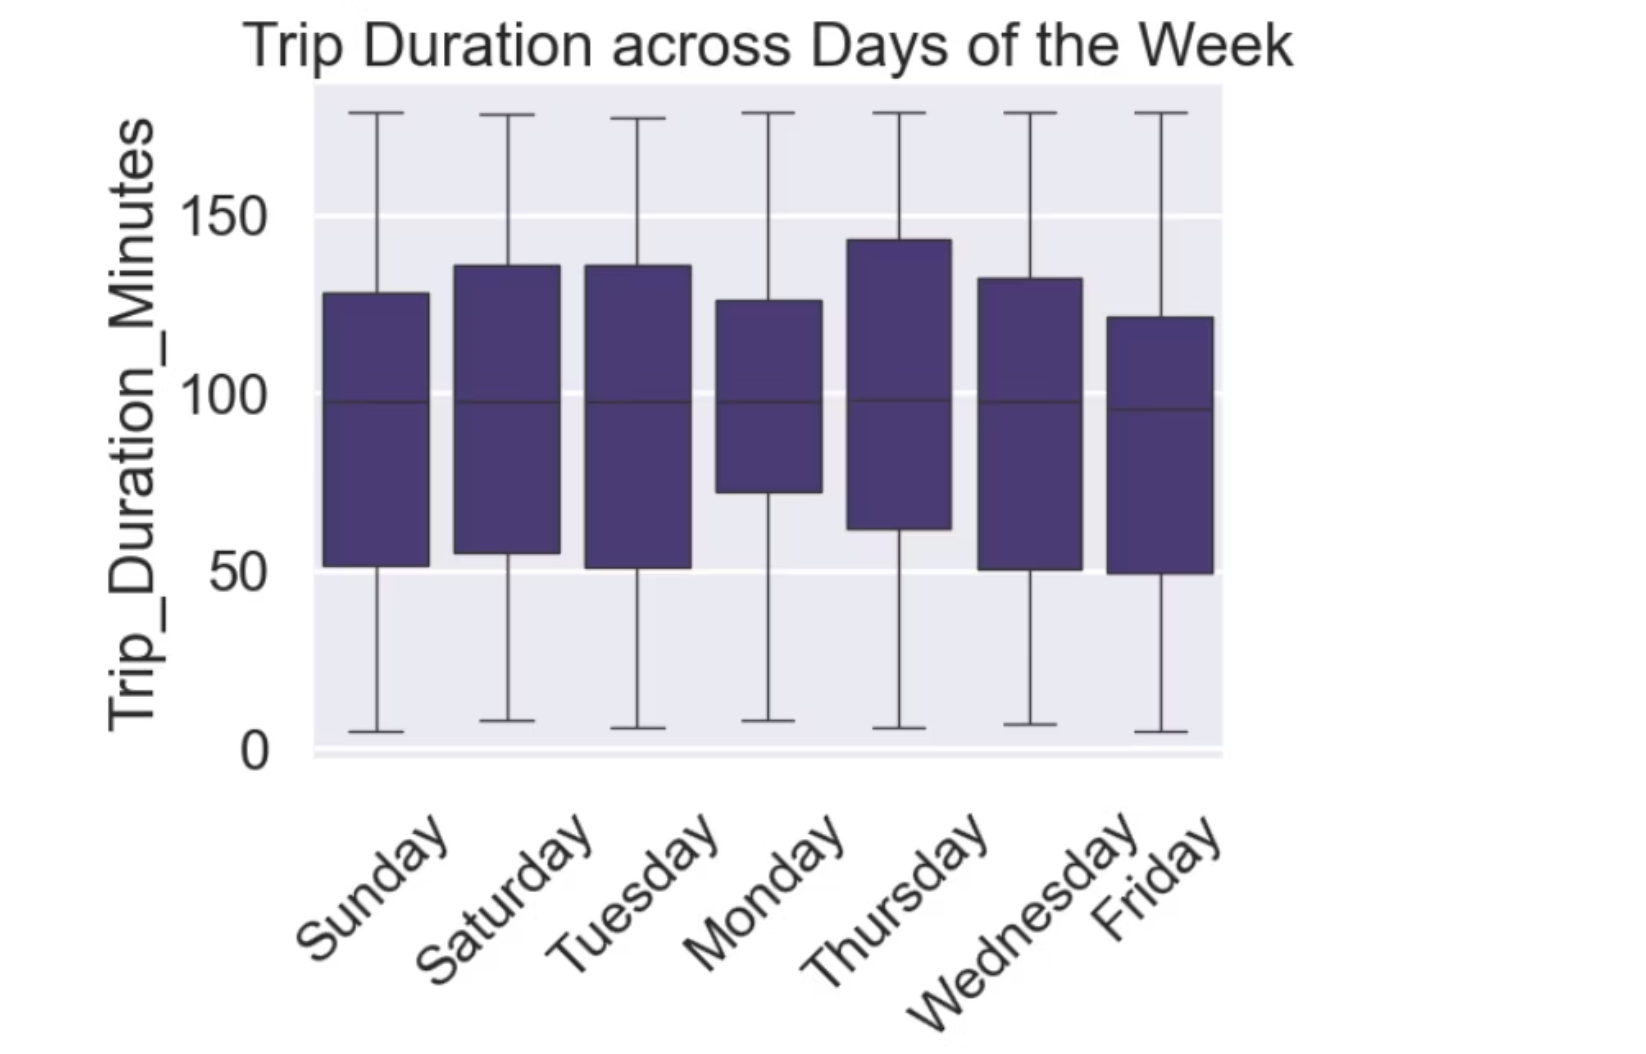 Trip Duration across Days of the Week
Trip_Duration_Minutes
150
100
50
0
Sunday
Saturday
Tuesday
Monday
Thursday
Wednesday
Friday